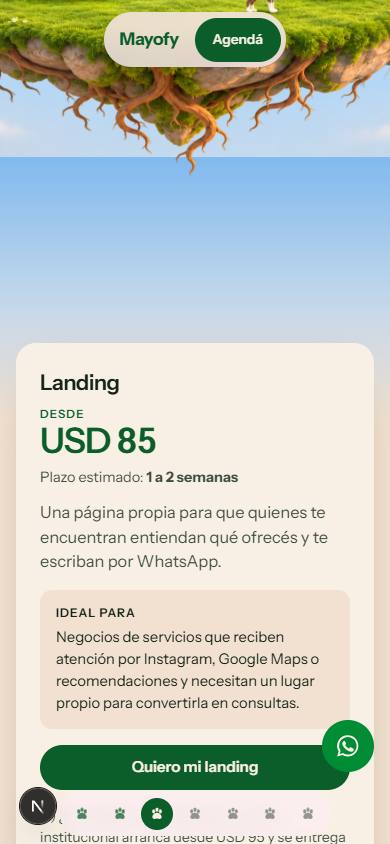 Mayofy
Agendá
Landing
DESDE
USD 85
Plazo estimado: 1 a 2 semanas
Una página propia para que quienes te
encuentran entiendan qué ofrecés y te
escriban por WhatsApp.
IDEAL PARA
Negocios de servicios que reciben
atención por Instagram, Google Maps o
recomendaciones y necesitan un lugar
propio para convertirla en consultas.
Quiero mi landing
N
institucional arranca desde USD 95 y se entrega